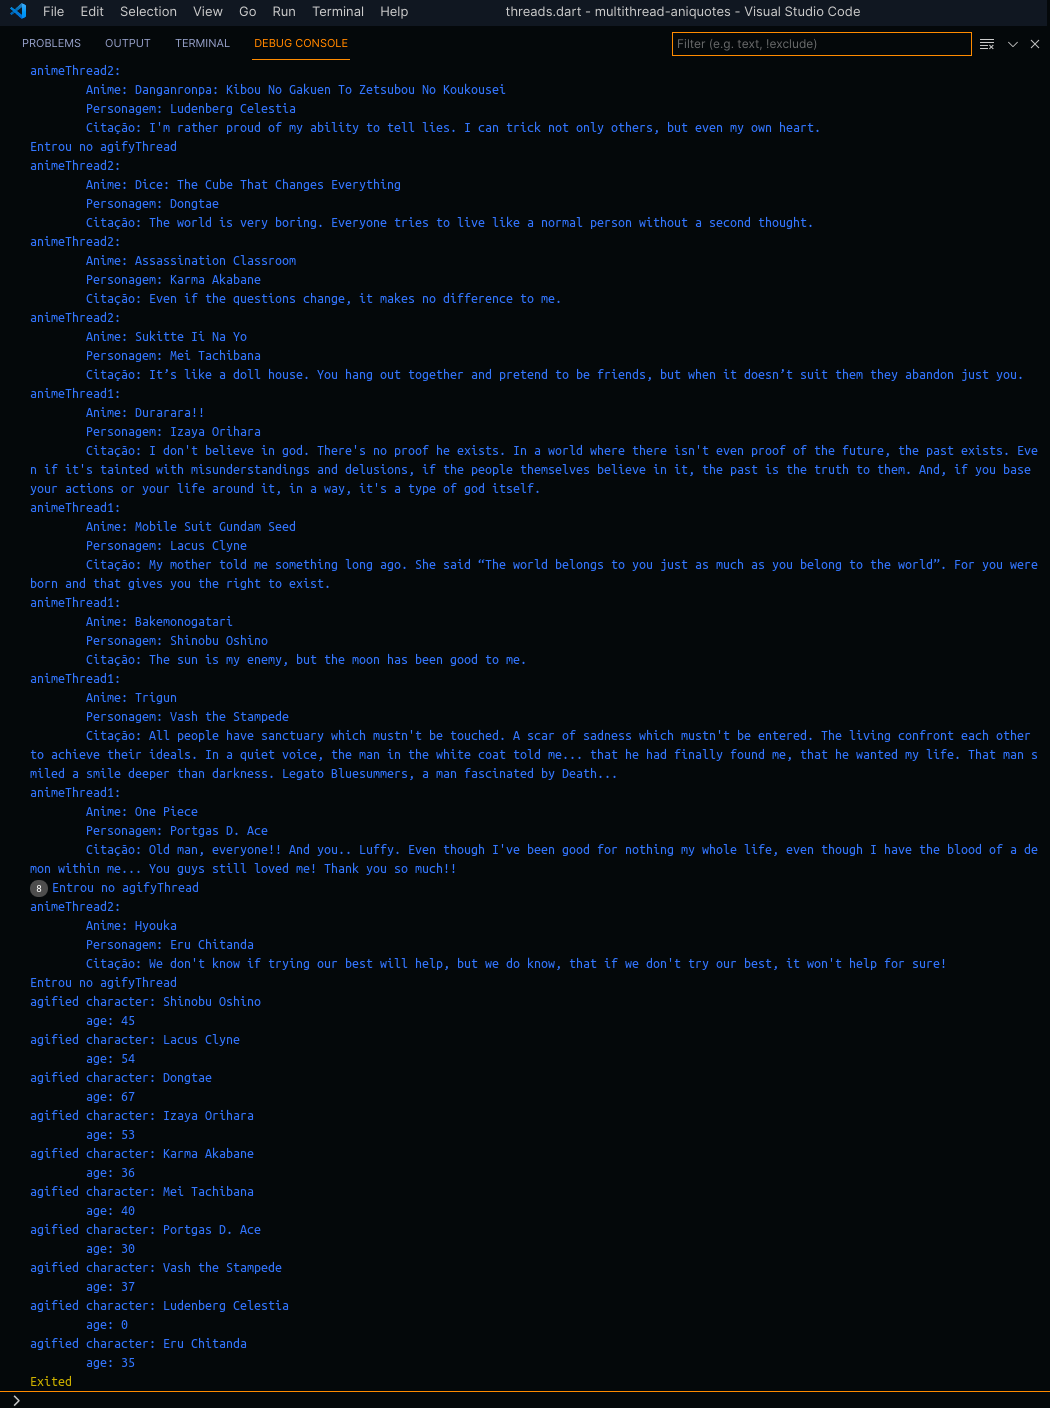 File Edit Selection View Go Run Terminal Help threads.dart - multithread-aniquotes - Visual Studio Code
PROBLEMS OUTPUT TERMINAL DEBUG CONSOLE Filter (e.g. text, !exclude)
animeThread2:
Anime: Danganronpa: Kibou No Gakuen To Zetsubou No Koukousei
Personagem: Ludenberg Celestia
Citação: I'm rather proud of my ability to tell lies. I can trick not only others, but even my own heart.
Entrou no agifyThread
animeThread2:
Anime: Dice: The Cube That Changes Everything
Personagem: Dongtae
Citação: The world is very boring. Everyone tries to live like a normal person without a second thought.
animeThread2:
Anime: Assassination Classroom
Personagem: Karma Akabane
Citação: Even if the questions change, it makes no difference to me.
animeThread2:
Anime: Sukitte Ii Na Yo
Personagem: Mei Tachibana
Citação: It’s like a doll house. You hang out together and pretend to be friends, but when it doesn’t suit them they abandon just you.
animeThread1:
Anime: Durarara!!
Personagem: Izaya Orihara
Citação: I don't believe in god. There's no proof he exists. In a world where there isn't even proof of the future, the past exists. Eve
n if it's tainted with misunderstandings and delusions, if the people themselves believe in it, the past is the truth to them. And, if you base
your actions or your life around it, in a way, it's a type of god itself.
animeThread1:
Anime: Mobile Suit Gundam Seed
Personagem: Lacus Clyne
Citação: My mother told me something long ago. She said “The world belongs to you just as much as you belong to the world”. For you were
born and that gives you the right to exist.
animeThread1:
Anime: Bakemonogatari
Personagem: Shinobu Oshino
Citação: The sun is my enemy, but the moon has been good to me.
animeThread1:
Anime: Trigun
Personagem: Vash the Stampede
Citação: All people have sanctuary which mustn't be touched. A scar of sadness which mustn't be entered. The living confront each other
to achieve their ideals. In a quiet voice, the man in the white coat told me... that he had finally found me, that he wanted my life. That man s
miled a smile deeper than darkness. Legato Bluesummers, a man fascinated by Death...
animeThread1:
Anime: One Piece
Personagem: Portgas D. Ace
Citação: Old man, everyone!! And you.. Luffy. Even though I've been good for nothing my whole life, even though I have the blood of a de
mon within me... You guys still loved me! Thank you so much!!
8 Entrou no agifyThread
animeThread2:
Anime: Hyouka
Personagem: Eru Chitanda
Citação: We don't know if trying our best will help, but we do know, that if we don't try our best, it won't help for sure!
Entrou no agifyThread
agified character: Shinobu Oshino
age: 45
agified character: Lacus Clyne
age: 54
agified character: Dongtae
age: 67
agified character: Izaya Orihara
age: 53
agified character: Karma Akabane
age: 36
agified character: Mei Tachibana
age: 40
agified character: Portgas D. Ace
age: 30
agified character: Vash the Stampede
age: 37
agified character: Ludenberg Celestia
age: 0
agified character: Eru Chitanda
age: 35
Exited